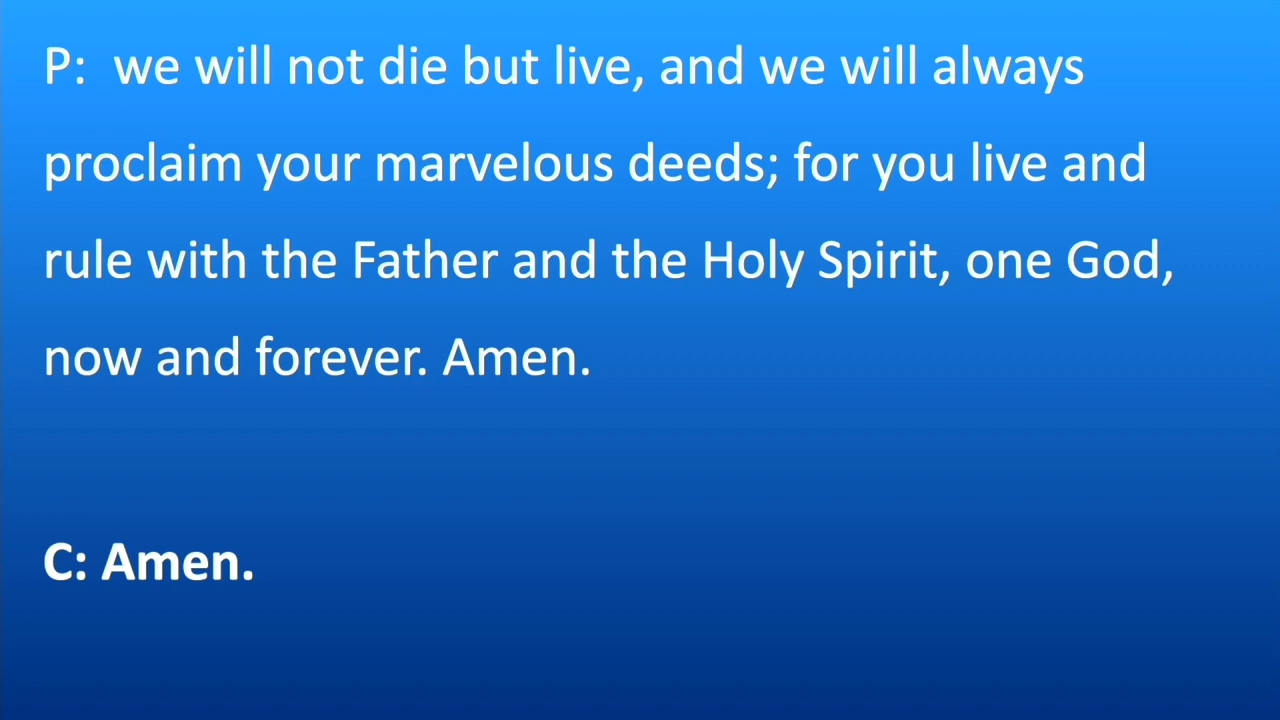 P:  we will not die but live, and we will always
proclaim your marvelous deeds; for you live and
rule with the Father and the Holy Spirit, one God,
now and forever. Amen.
C: Amen.